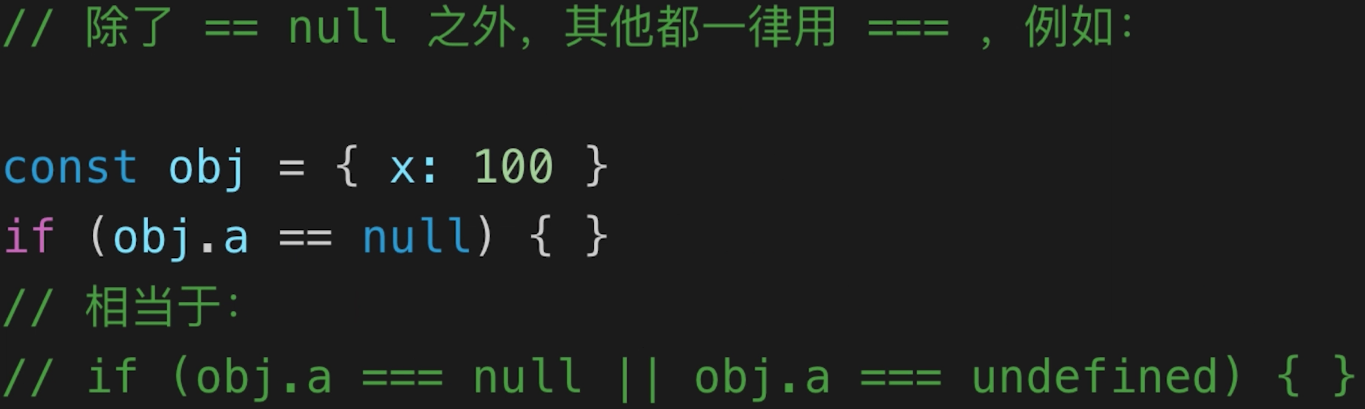 // 除了 == null 之外，其他都一律用 === ，例如：
const obj = { x: 100 }
if (obj.a == null) { }
// 相当于：
// if (obj.a === null || obj.a === undefined) { }